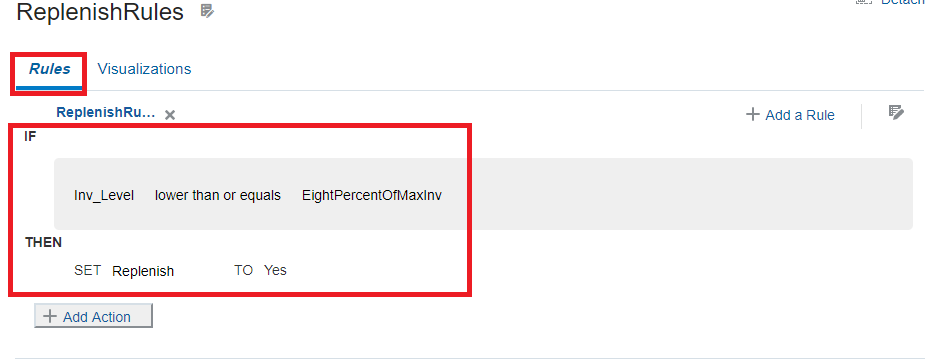 ReplenishRules
Detach
Rules Visualizations
ReplenishRu...
Add a Rule
IF
Inv_Level lower than or equals EightPercentOfMaxInv
THEN
SET Replenish TO Yes
Add Action